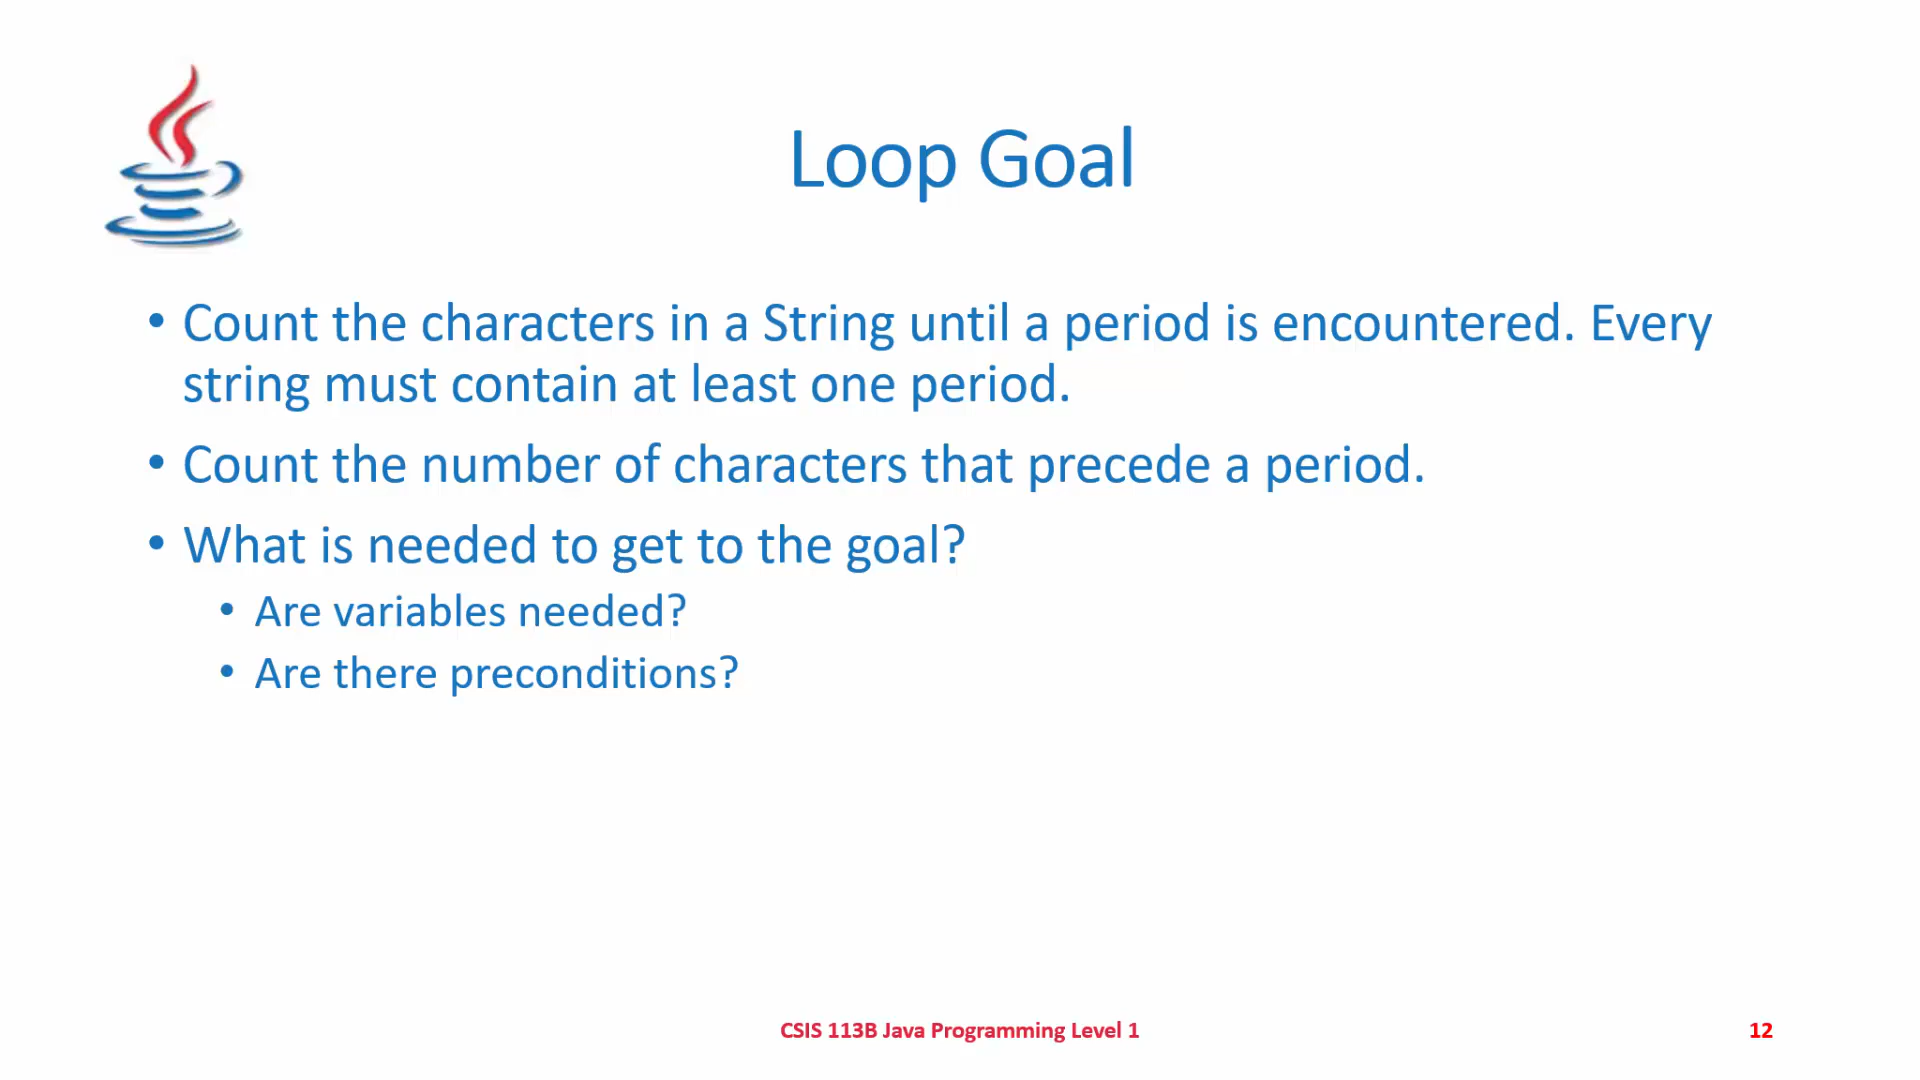 Loop Goal
• Count the characters in a String until a period is encountered. Every
string must contain at least one period.
• Count the number of characters that precede a period.
• What is needed to get to the goal?
• Are variables needed?
• Are there preconditions?
CSIS 113B Java Programming Level 1
12